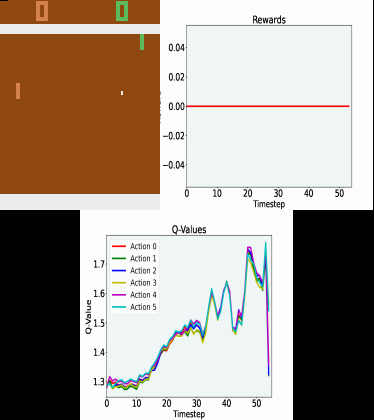 0 0
Rewards
0.04
0.02
0.00
−0.02
−0.04
0 10 20 30 40 50
Timestep
Q-Values
Action 0
Action 1
Action 2
Action 3
Action 4
Action 5
Q-Value
1.7
1.6
1.5
1.4
1.3
0 10 20 30 40 50
Timestep